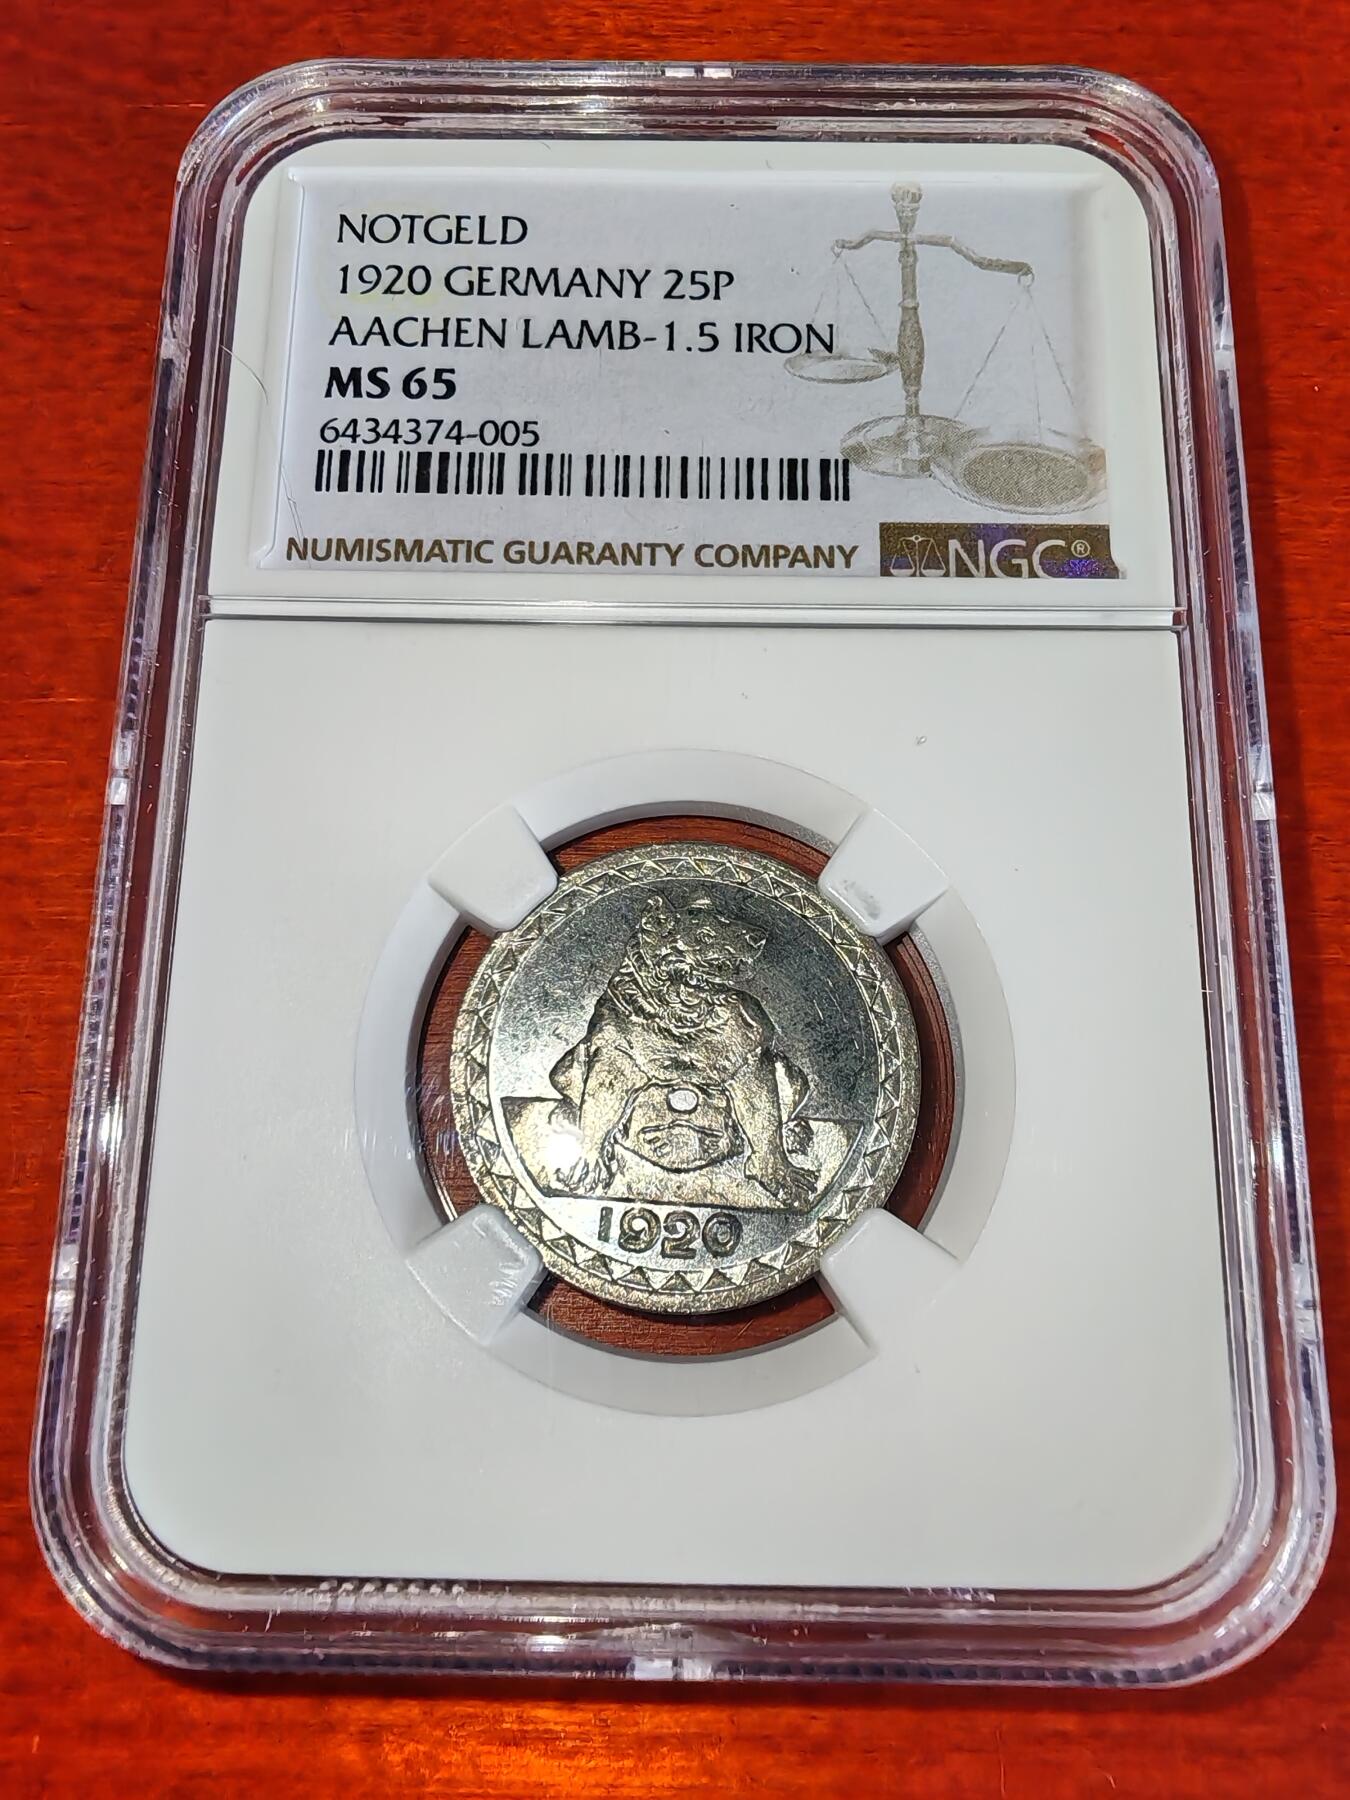 NOTGELD
1920 GERMANY 25P
AACHEN LAMB-1.5 IRON
MS 65
6434374-005
NUMISMATIC GUARANTY COMPANY NGC®
1920